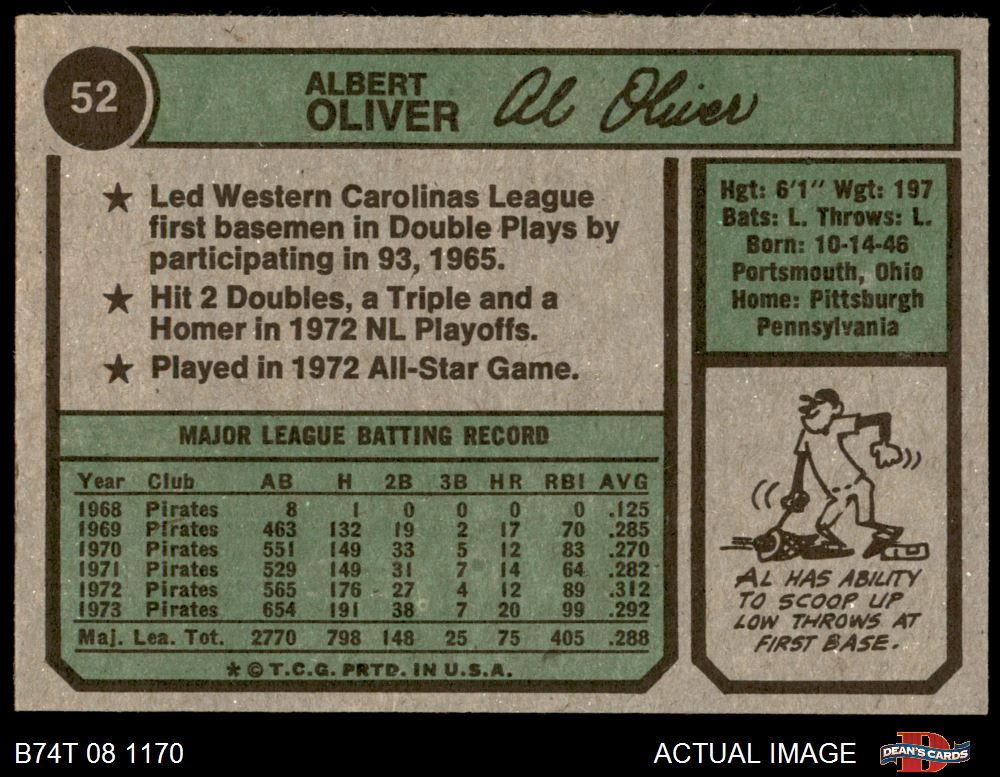 52
ALBERT
OLIVER
Al Oliver
★ Led Western Carolinas League
first basemen in Double Plays by
participating in 93, 1965.
★ Hit 2 Doubles, a Triple and a
Homer in 1972 NL Playoffs.
★ Played in 1972 All-Star Game.
Hgt: 6'1" Wgt: 197
Bats: L. Throws: L.
Born: 10-14-46
Portsmouth, Ohio
Home: Pittsburgh
Pennsylvania
MAJOR LEAGUE BATTING RECORD
Year Club AB H 2B 3B HR RBI AVG
1968 Pirates 8 1 0 0 0 0 .125
1969 Pirates 463 132 19 2 17 70 .285
1970 Pirates 551 149 33 5 12 83 .270
1971 Pirates 529 149 31 7 14 64 .282
1972 Pirates 565 176 27 4 12 89 .312
1973 Pirates 654 191 38 7 20 99 .292
Maj. Lea. Tot. 2770 798 148 25 75 405 .288
* © T.C.G. PRTD. IN U.S.A.
AL HAS ABILITY
TO SCOOP UP
LOW THROWS AT
FIRST BASE.
B74T 08 1170
ACTUAL IMAGE
DEAN'S CARDS